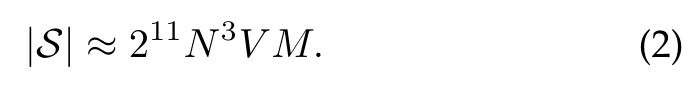 |𝒮| ≈ 2¹¹N³VM. (2)